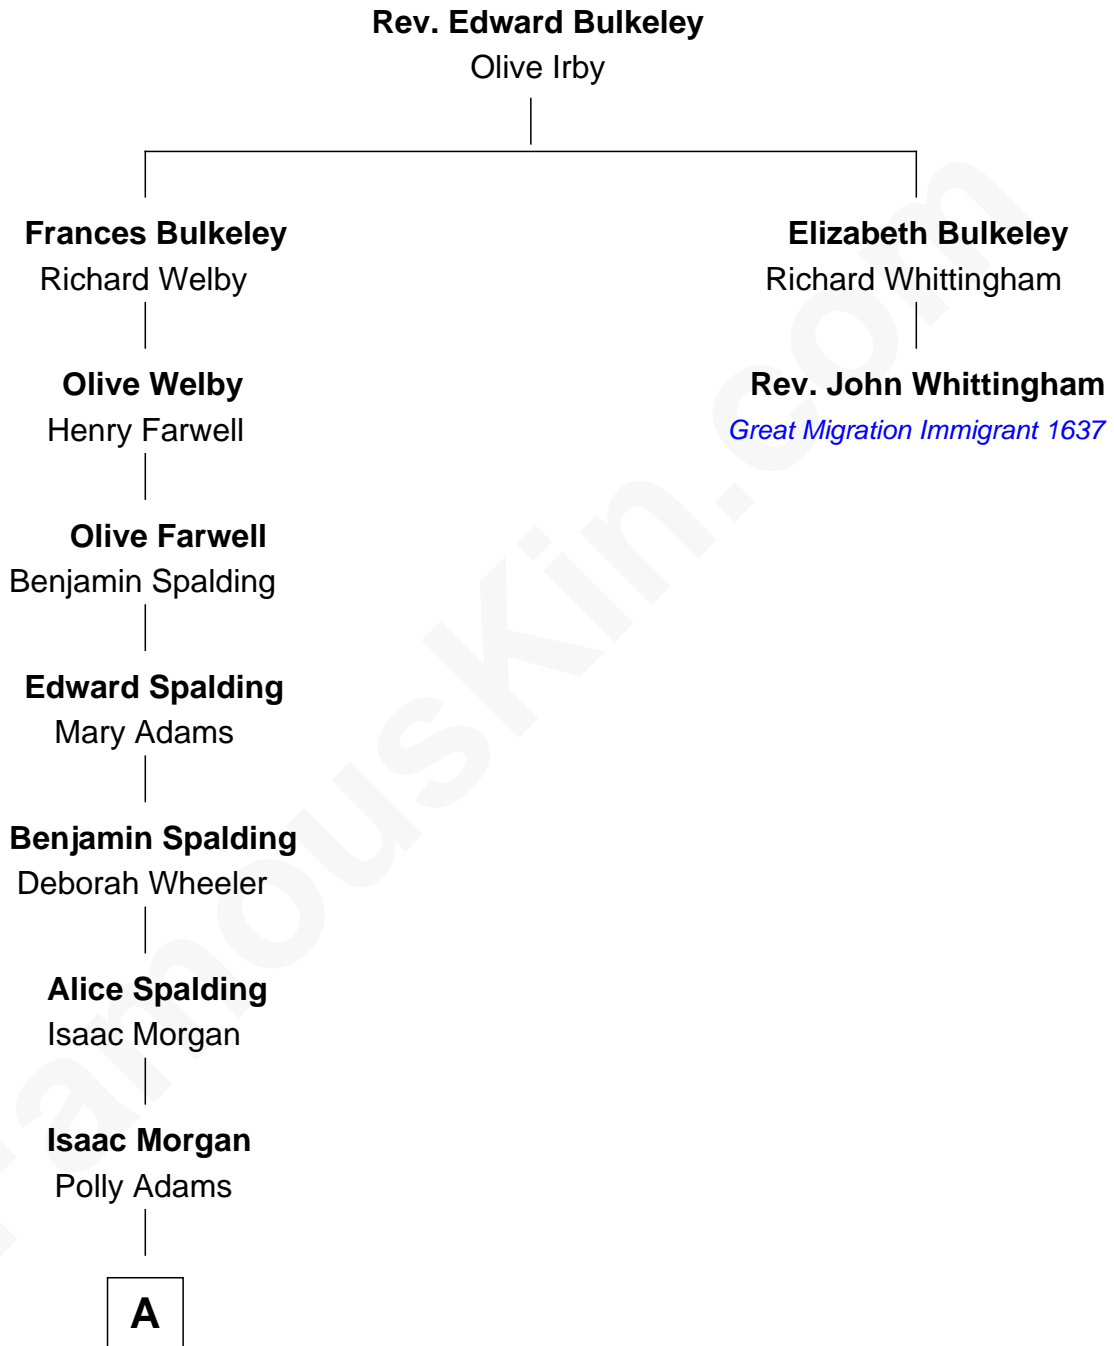 Rev. Edward Bulkeley
Olive Irby
Frances Bulkeley
Richard Welby
Elizabeth Bulkeley
Richard Whittingham
Olive Welby
Henry Farwell
Rev. John Whittingham
Great Migration Immigrant 1637
Olive Farwell
Benjamin Spalding
Edward Spalding
Mary Adams
Benjamin Spalding
Deborah Wheeler
Alice Spalding
Isaac Morgan
Isaac Morgan
Polly Adams
A
FamousKin.com